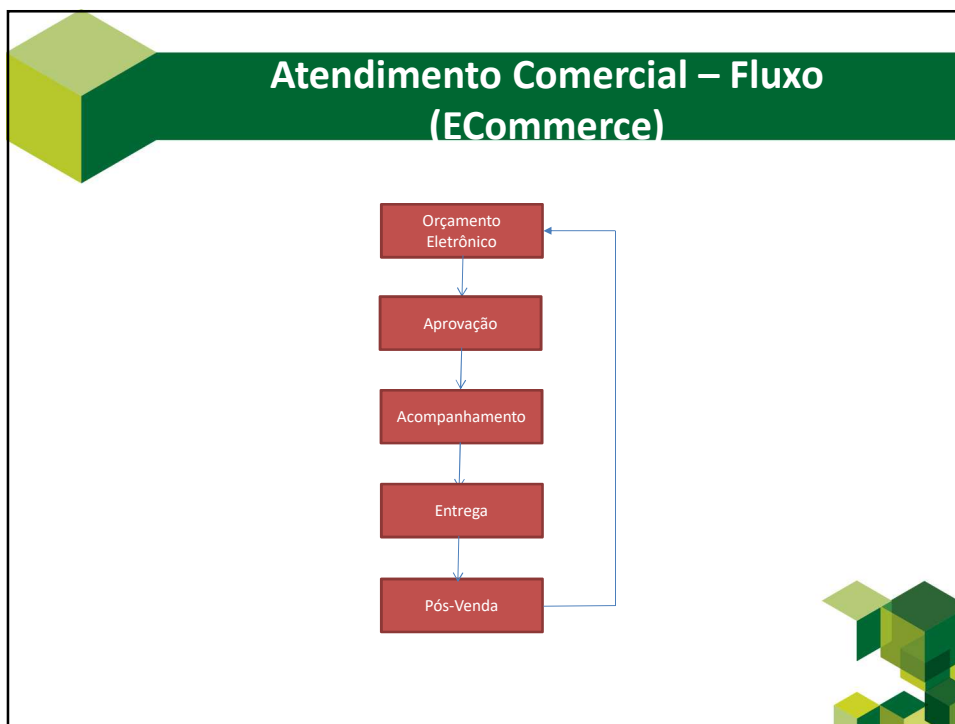 Atendimento Comercial – Fluxo
(ECommerce)
Orçamento
Eletrônico
Aprovação
Acompanhamento
Entrega
Pós-Venda